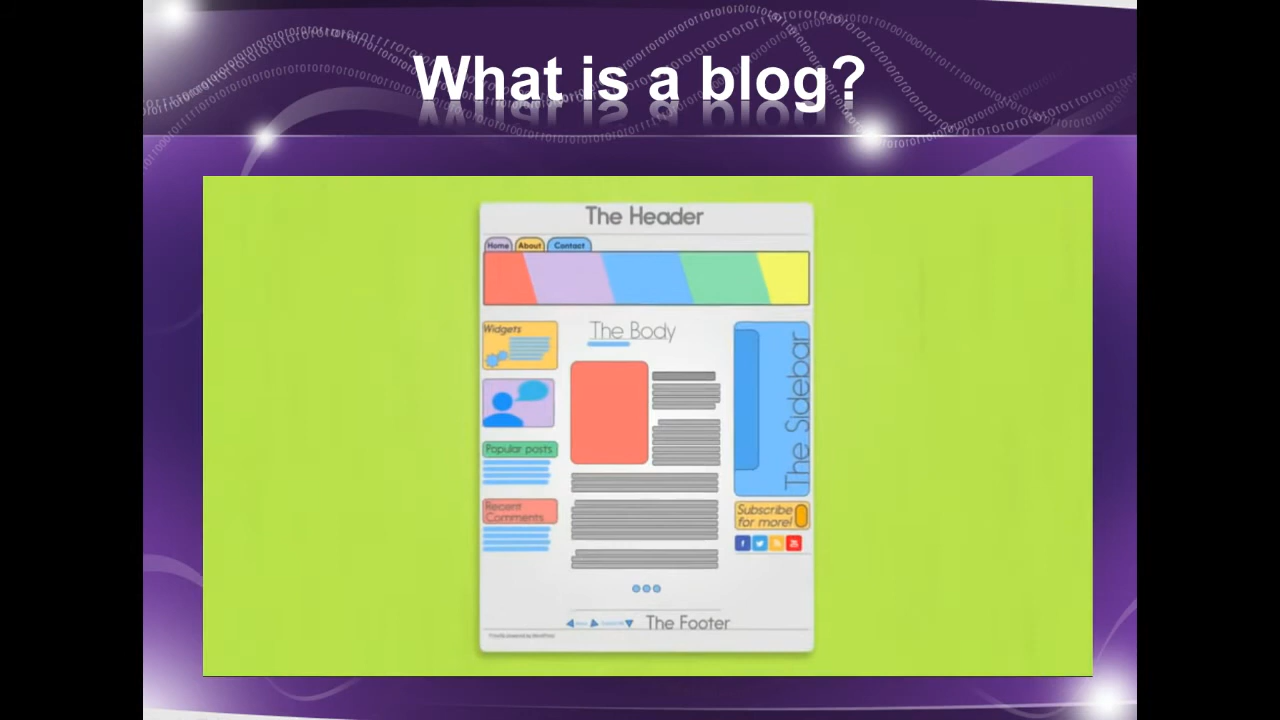 What is a blog?
The Header
Home About Contact
Widgets
The Body
The Sidebar
Popular posts
Recent
Comments
Subscribe
for more!
The Footer